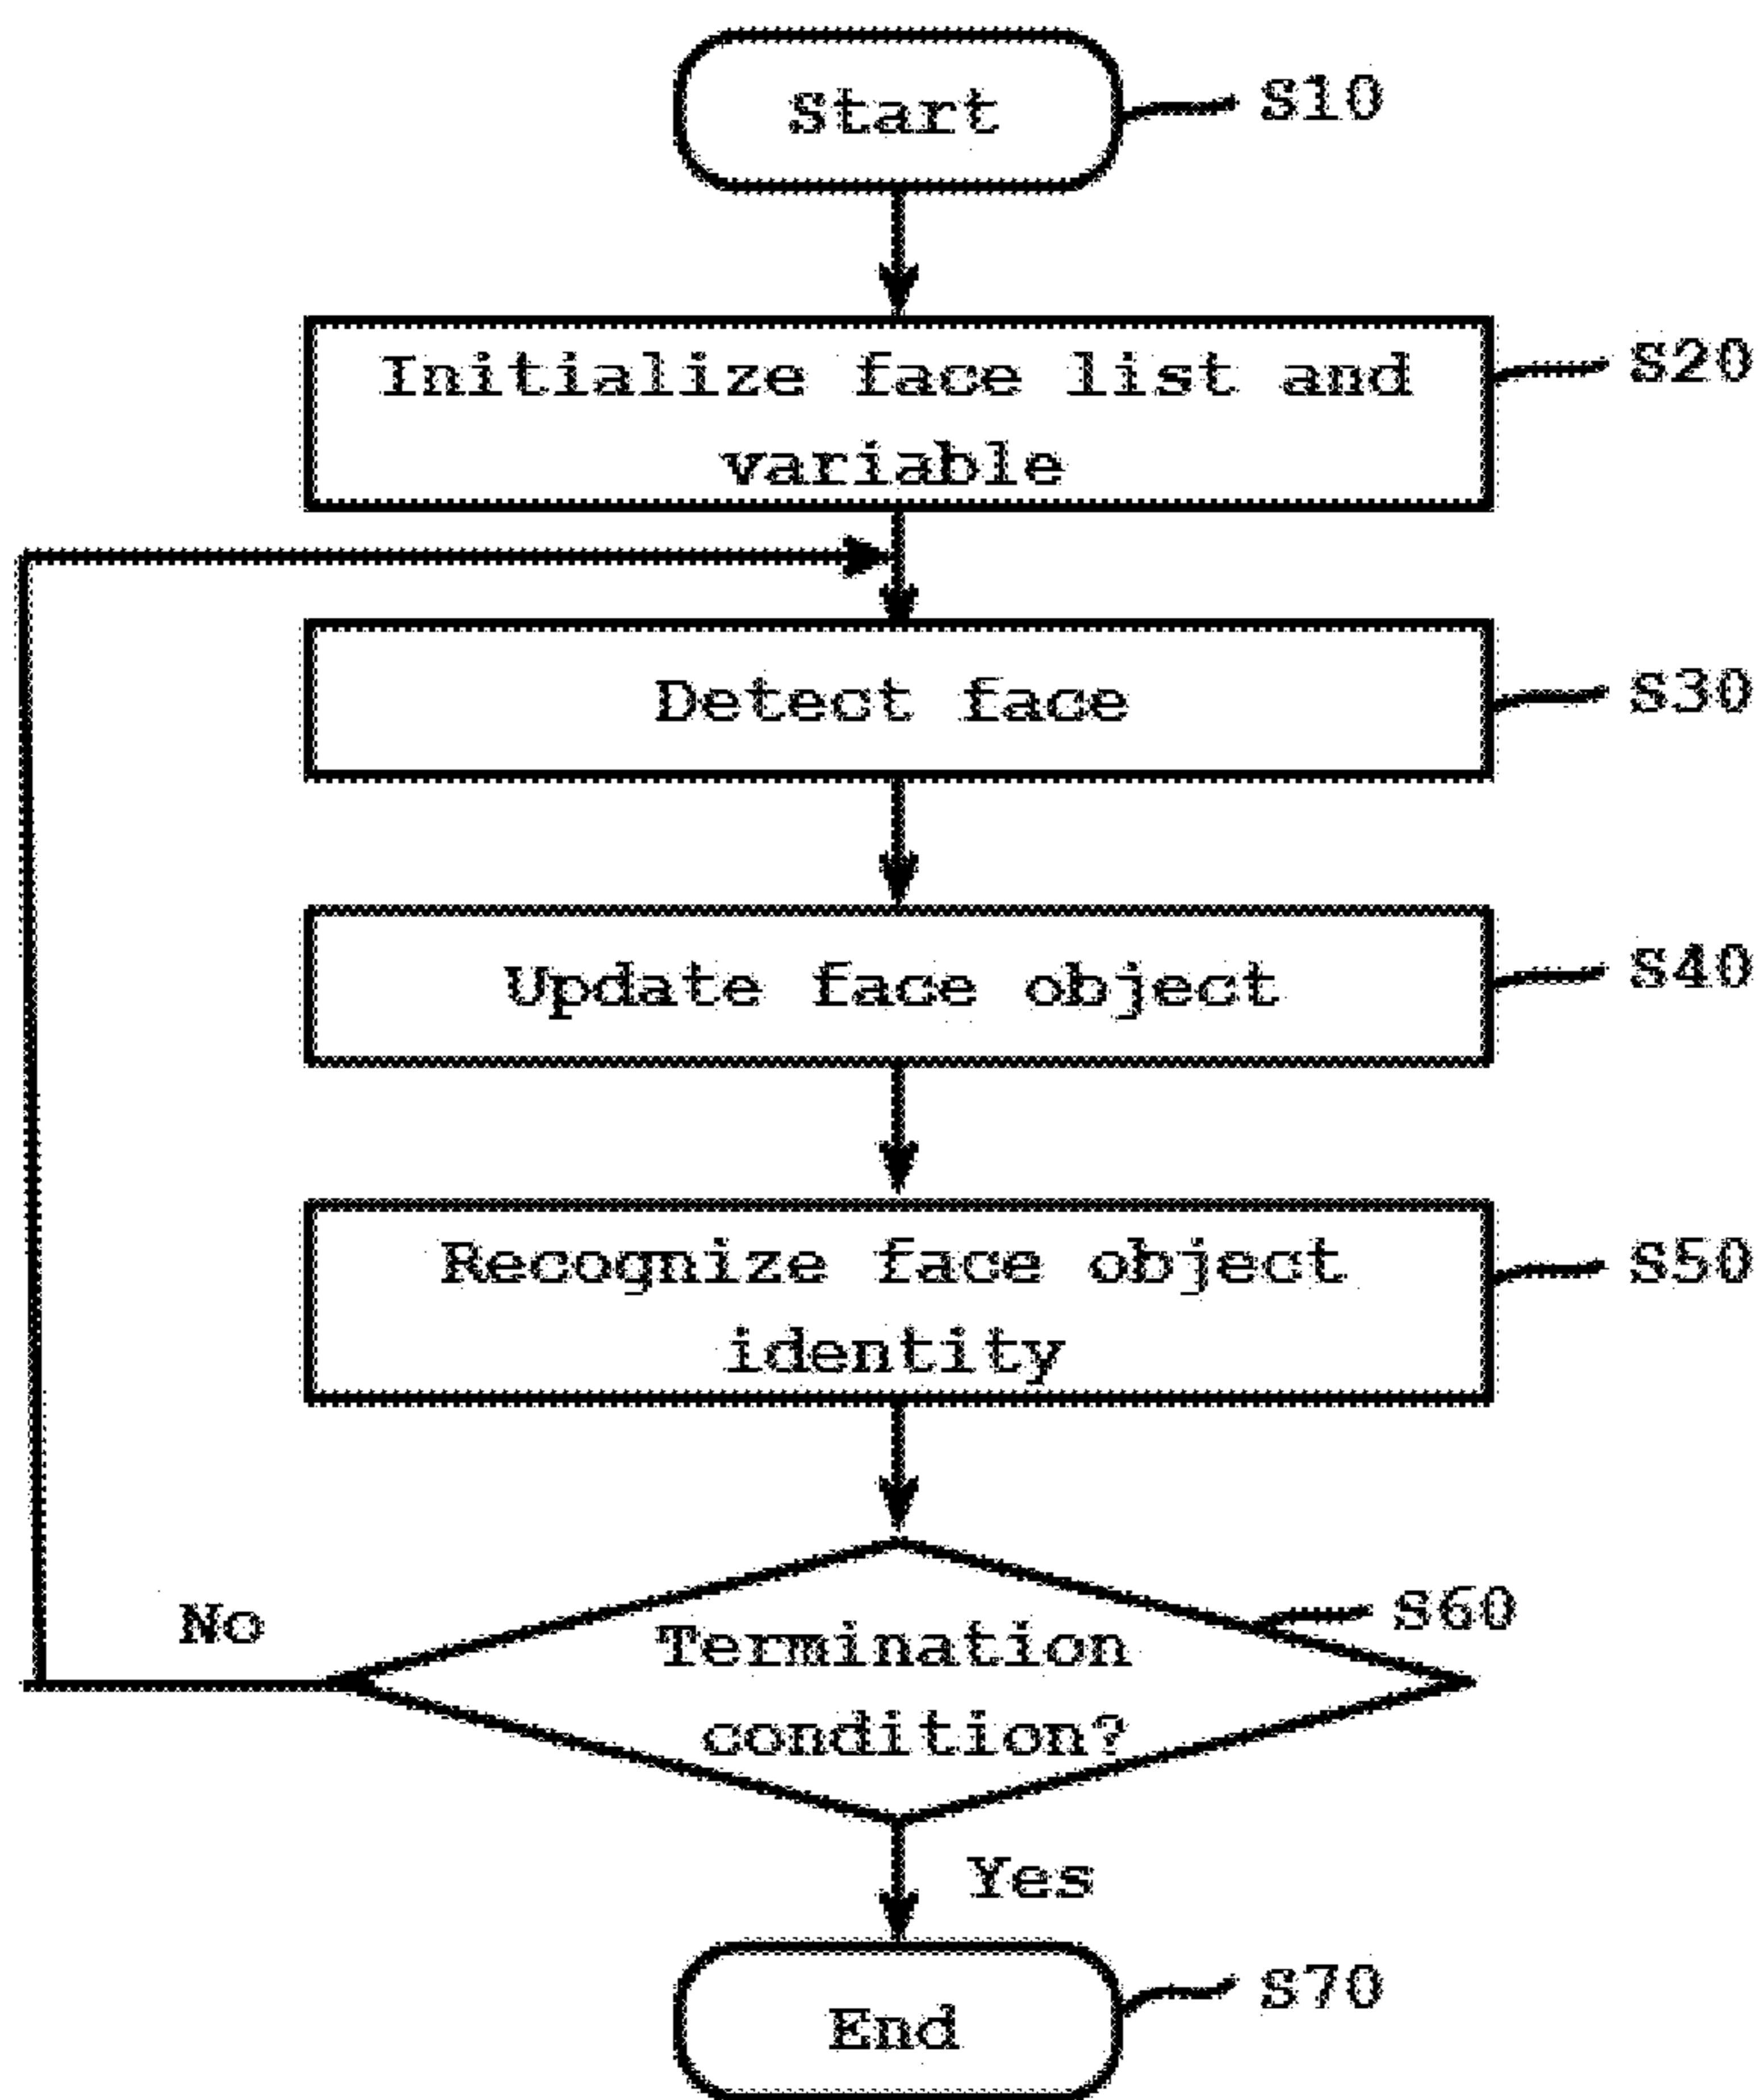 Start
S10
Initialize face list and
variable
S20
Detect face
S30
Update face object
S40
Recognize face object
identity
S50
Termination
condition?
S60
No
Yes
End
S70